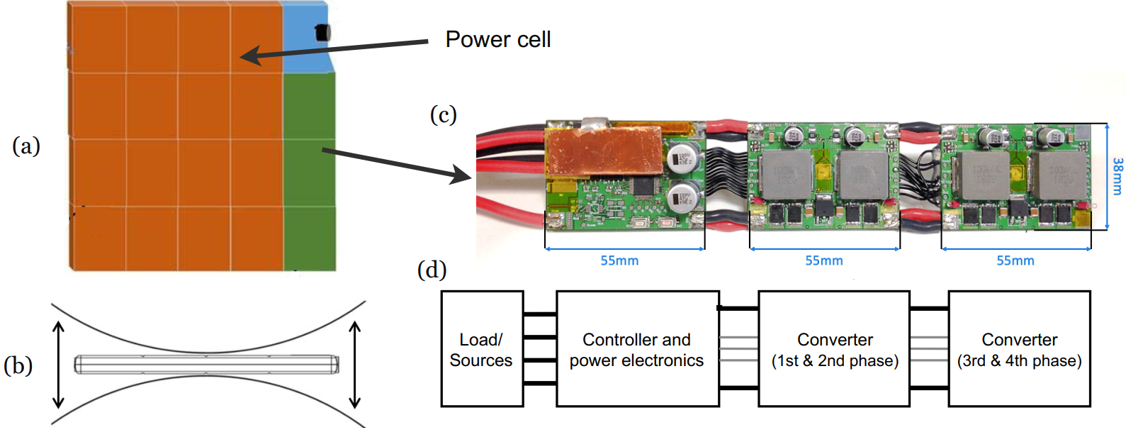 Power cell
(a)
(c)
38mm
55mm
55mm
55mm
(d)
(b)
Load/
Sources
Controller and
power electronics
Converter
(1st & 2nd phase)
Converter
(3rd & 4th phase)